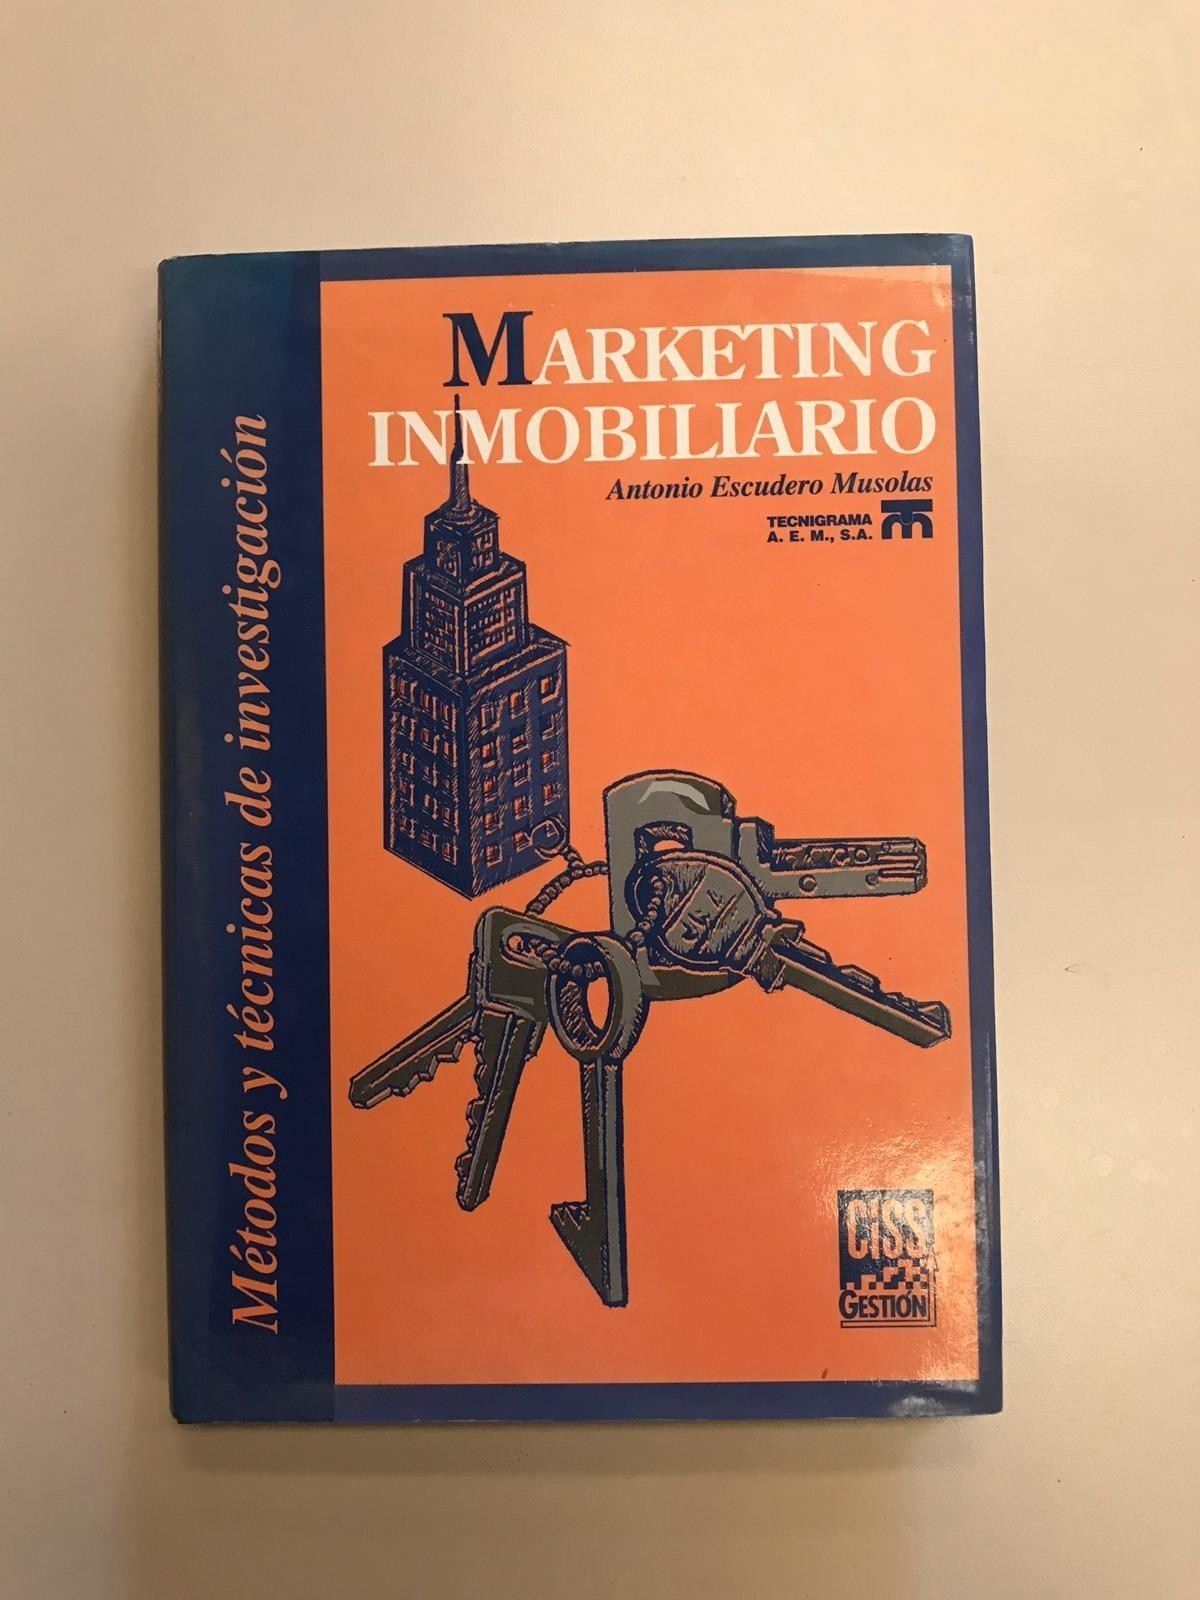 MARKETING
INMOBILIARIO
Antonio Escudero Musolas
TECNIGRAMA
A. E. M., S.A.
Métodos y técnicas de investigación
CISS
GESTIÓN